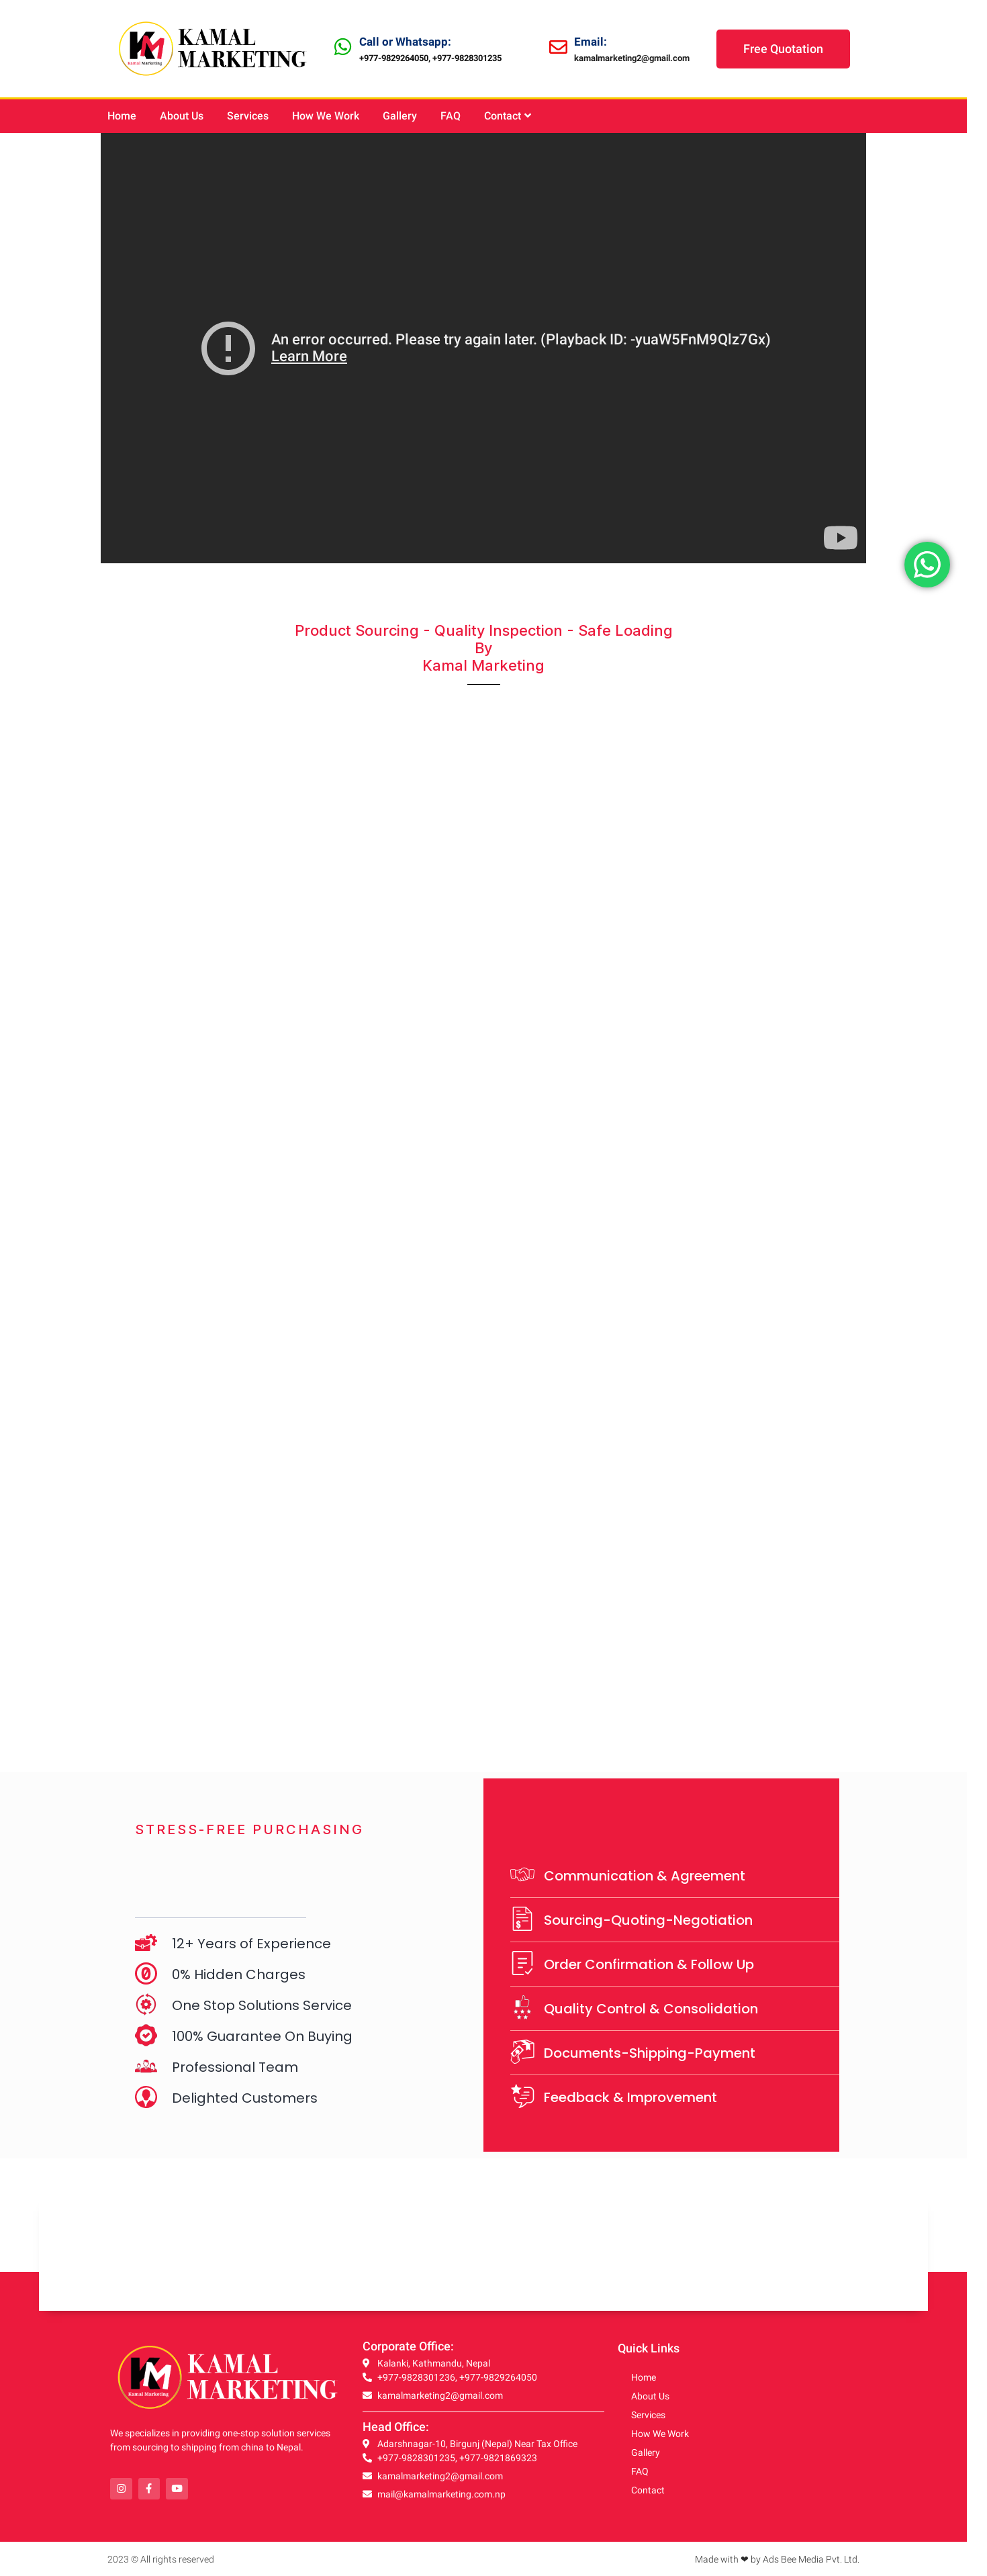 KAMAL
MARKETING
Kamal Marketing
Call or Whatsapp:
+977-9829264050, +977-9828301235
Email:
kamalmarketing2@gmail.com
Free Quotation
Home
About Us
Services
How We Work
Gallery
FAQ
Contact
An error occurred. Please try again later. (Playback ID: -yuaW5FnM9Qlz7Gx)
Learn More
Product Sourcing - Quality Inspection - Safe Loading
By
Kamal Marketing
STRESS-FREE PURCHASING
12+ Years of Experience
0% Hidden Charges
One Stop Solutions Service
100% Guarantee On Buying
Professional Team
Delighted Customers
Communication & Agreement
Sourcing-Quoting-Negotiation
Order Confirmation & Follow Up
Quality Control & Consolidation
Documents-Shipping-Payment
Feedback & Improvement
KAMAL
MARKETING
Kamal Marketing
We specializes in providing one-stop solution services
from sourcing to shipping from china to Nepal.
Corporate Office:
Kalanki, Kathmandu, Nepal
+977-9828301236, +977-9829264050
kamalmarketing2@gmail.com
Head Office:
Adarshnagar-10, Birgunj (Nepal) Near Tax Office
+977-9828301235, +977-9821869323
kamalmarketing2@gmail.com
mail@kamalmarketing.com.np
Quick Links
Home
About Us
Services
How We Work
Gallery
FAQ
Contact
2023 © All rights reserved
Made with ❤ by Ads Bee Media Pvt. Ltd.